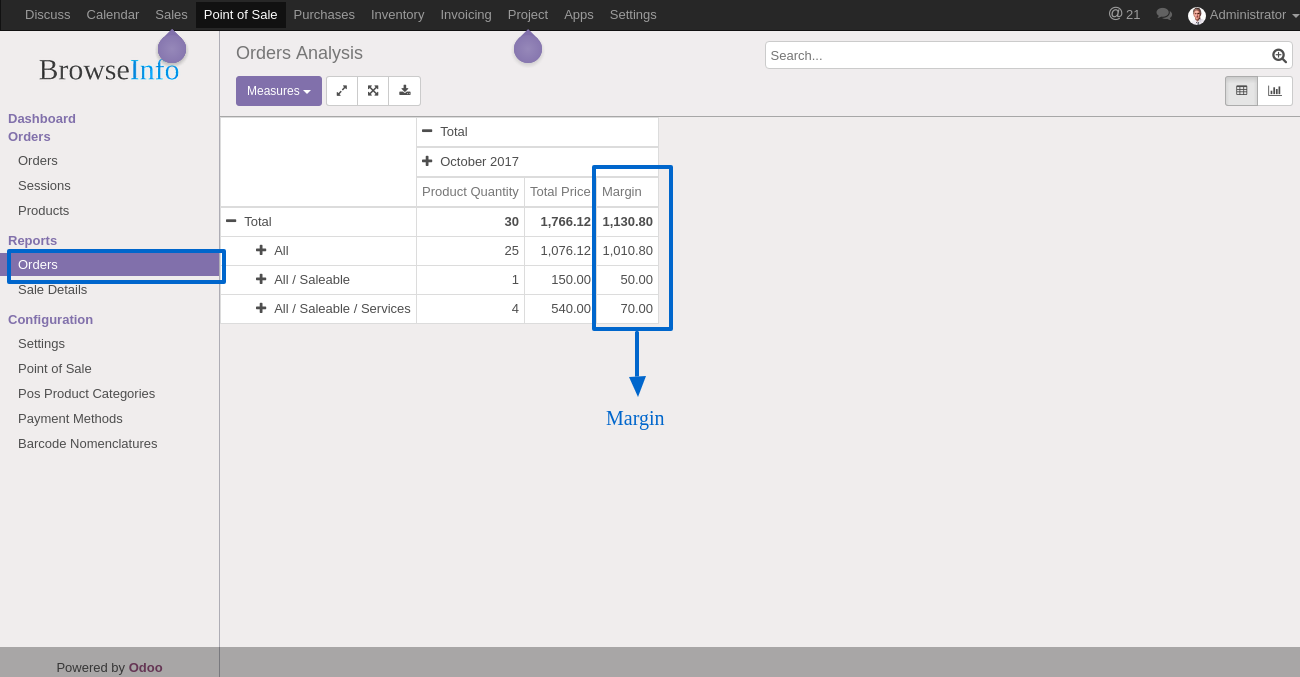 Discuss Calendar Sales Point of Sale Purchases Inventory Invoicing Project Apps Settings @ 21 Administrator
BrowseInfo
Orders Analysis
Search...
Measures
Dashboard
Orders
Orders
Sessions
Products
Reports
Orders
Sale Details
Configuration
Settings
Point of Sale
Pos Product Categories
Payment Methods
Barcode Nomenclatures
Powered by Odoo
Total
October 2017
Product Quantity Total Price Margin
Total 30 1,766.12 1,130.80
All 25 1,076.12 1,010.80
All / Saleable 1 150.00 50.00
All / Saleable / Services 4 540.00 70.00
Margin